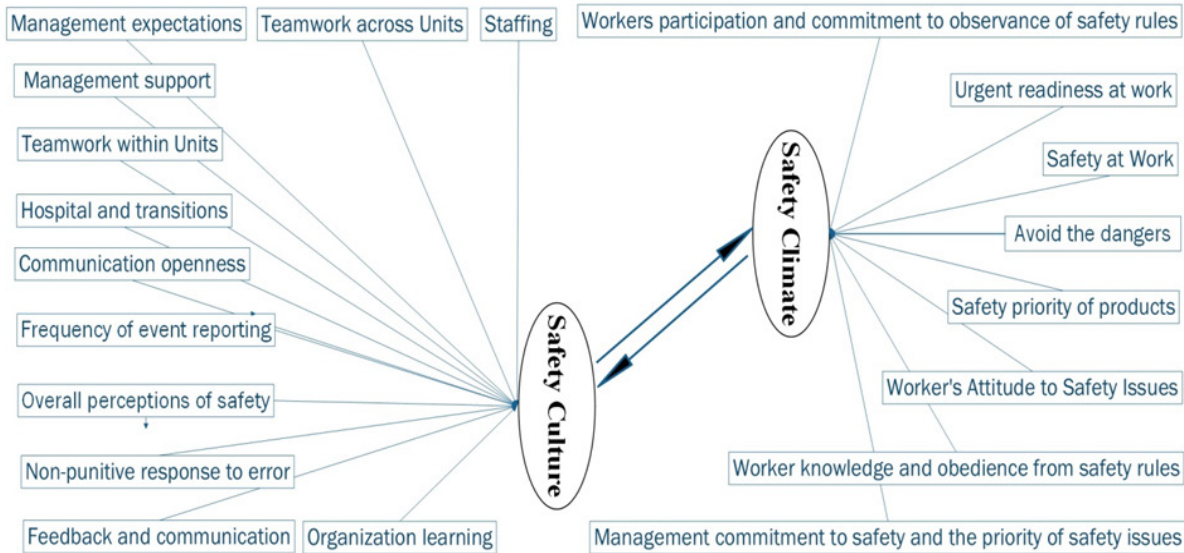 Management expectations
Teamwork across Units
Staffing
Workers participation and commitment to observance of safety rules
Management support
Urgent readiness at work
Teamwork within Units
Safety at Work
Hospital and transitions
Avoid the dangers
Communication openness
Safety Climate
Frequency of event reporting
Safety priority of products
Overall perceptions of safety
Safety Culture
Worker's Attitude to Safety Issues
Non-punitive response to error
Worker knowledge and obedience from safety rules
Feedback and communication
Organization learning
Management commitment to safety and the priority of safety issues